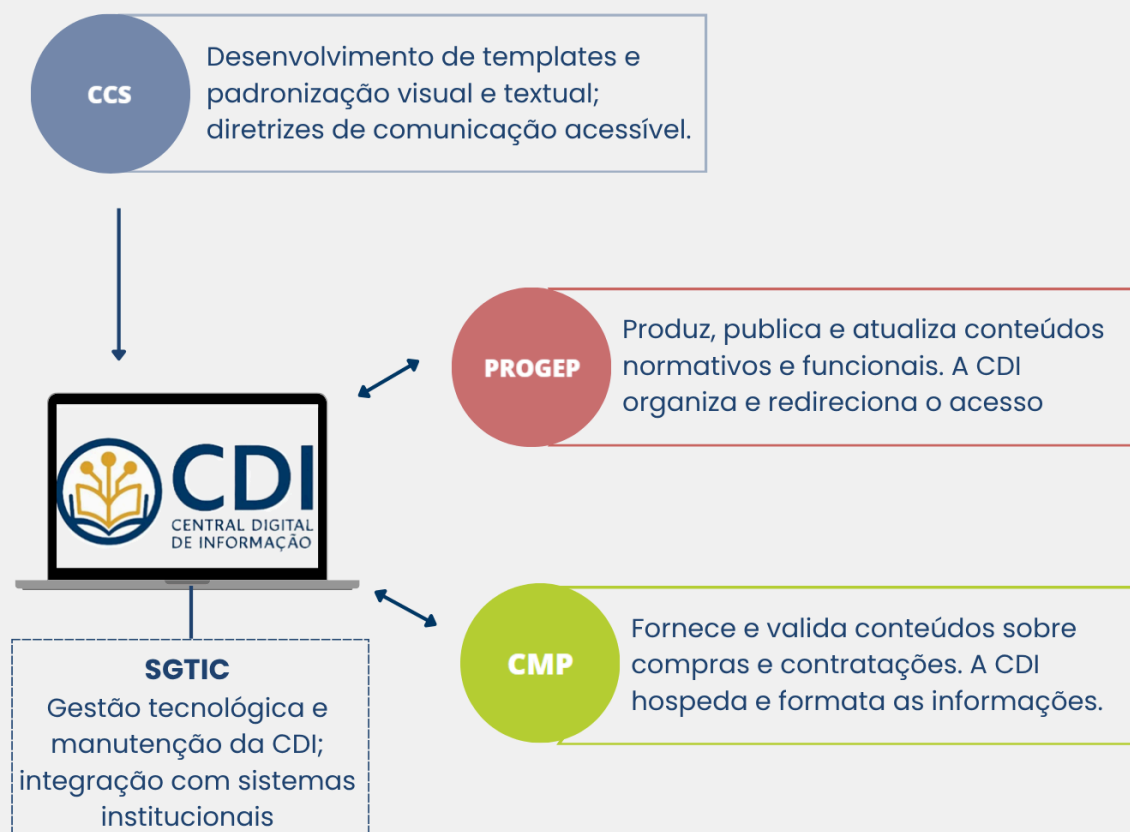 CCS
Desenvolvimento de templates e
padronização visual e textual;
diretrizes de comunicação acessível.
PROGEP
Produz, publica e atualiza conteúdos
normativos e funcionais. A CDI
organiza e redireciona o acesso
CDI
CENTRAL DIGITAL
DE INFORMAÇÃO
CMP
Fornece e valida conteúdos sobre
compras e contratações. A CDI
hospeda e formata as informações.
SGTIC
Gestão tecnológica e
manutenção da CDI;
integração com sistemas
institucionais